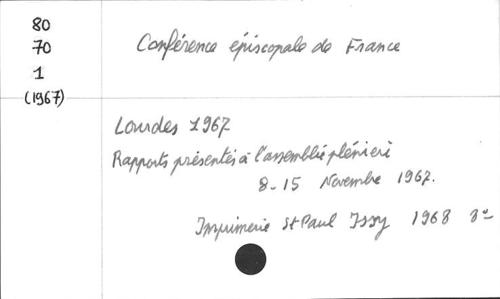 80
70
1
(1967)
Conférence épiscopale de France
Lourdes 1967
Rapports présentés à l'assemblée plénière
8-15 Novembre 1967.
Imprimerie St Paul Issy 1968 8°